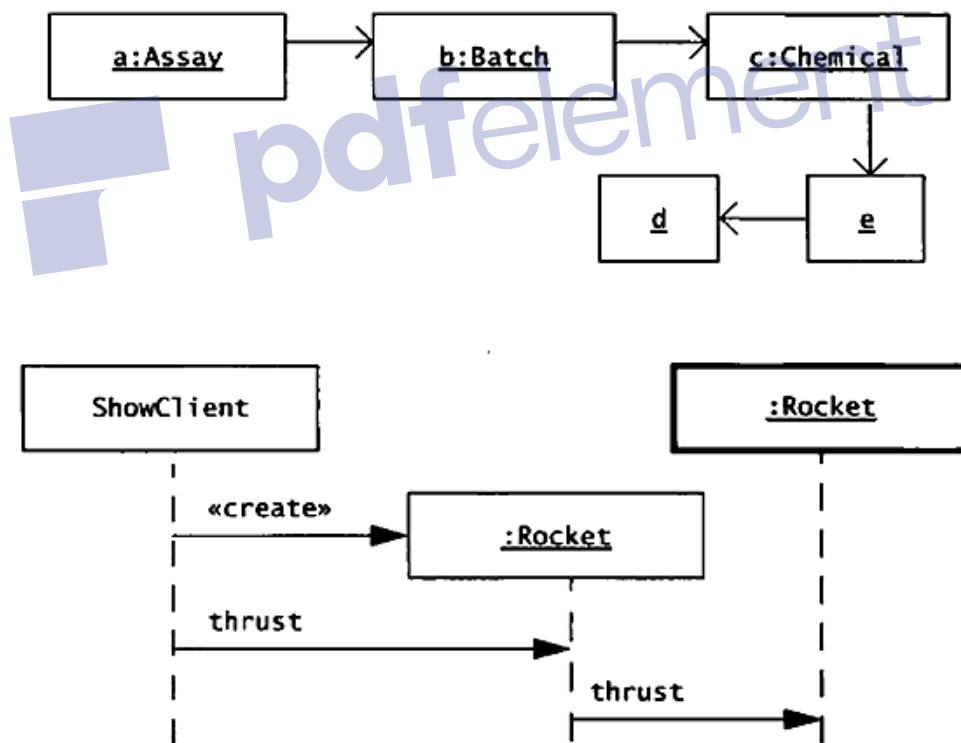 a:Assay
b:Batch
c:Chemical
pdfelement
d
e
ShowClient
:Rocket
«create»
:Rocket
thrust
thrust